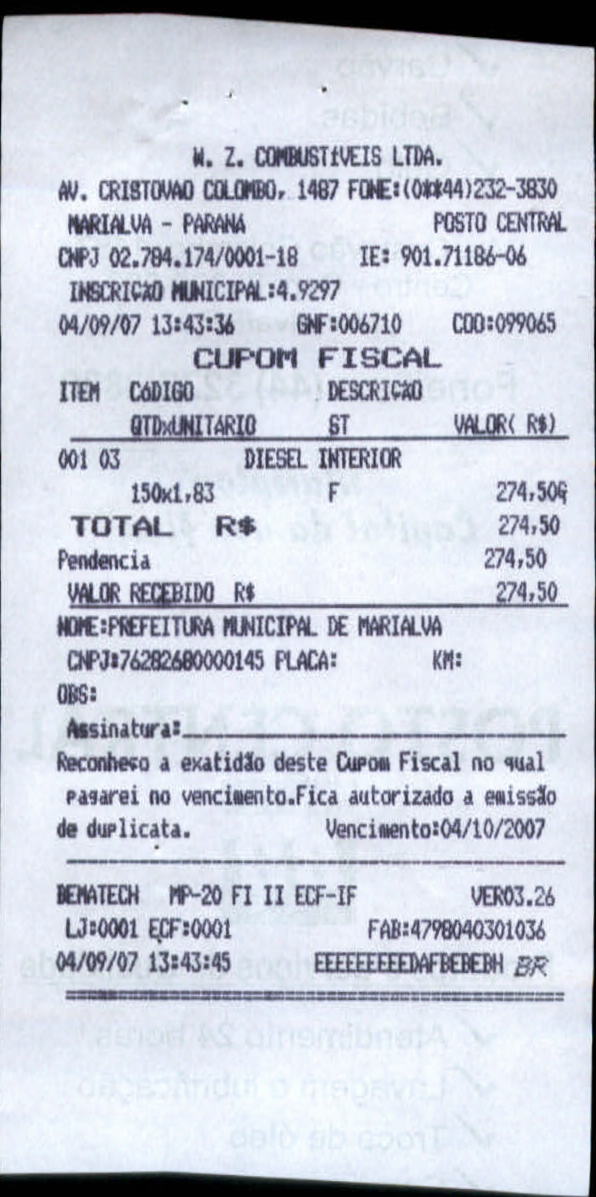 W. Z. COMBUSTíVEIS LTDA.
AV. CRISTOVAO COLOMBO, 1487 FONE:(0**44)232-3830
MARIALVA - PARANA POSTO CENTRAL
CNPJ 02.784.174/0001-18 IE: 901.71186-06
INSCRIÇÃO MUNICIPAL:4.9297
04/09/07 13:43:36 GNF:006710 COO:099065
CUPOM FISCAL
ITEM CóDIGO DESCRIÇÃO
QTDxUNITARIO ST VALOR( R$)
001 03 DIESEL INTERIOR
150x1,83 F 274,50G
TOTAL R$ 274,50
Pendencia 274,50
VALOR RECEBIDO R$ 274,50
NOME:PREFEITURA MUNICIPAL DE MARIALVA
CNPJ:76282680000145 PLACA: KM:
OBS:
Assinatura:
Reconheço a exatidão deste Cupom Fiscal no qual
pagarei no vencimento.Fica autorizado a emissão
de duplicata. Vencimento:04/10/2007
BEMATECH MP-20 FI II ECF-IF VER03.26
LJ:0001 ECF:0001 FAB:4798040301036
04/09/07 13:43:45 EEEEEEEEEDAFBEBEBH BR